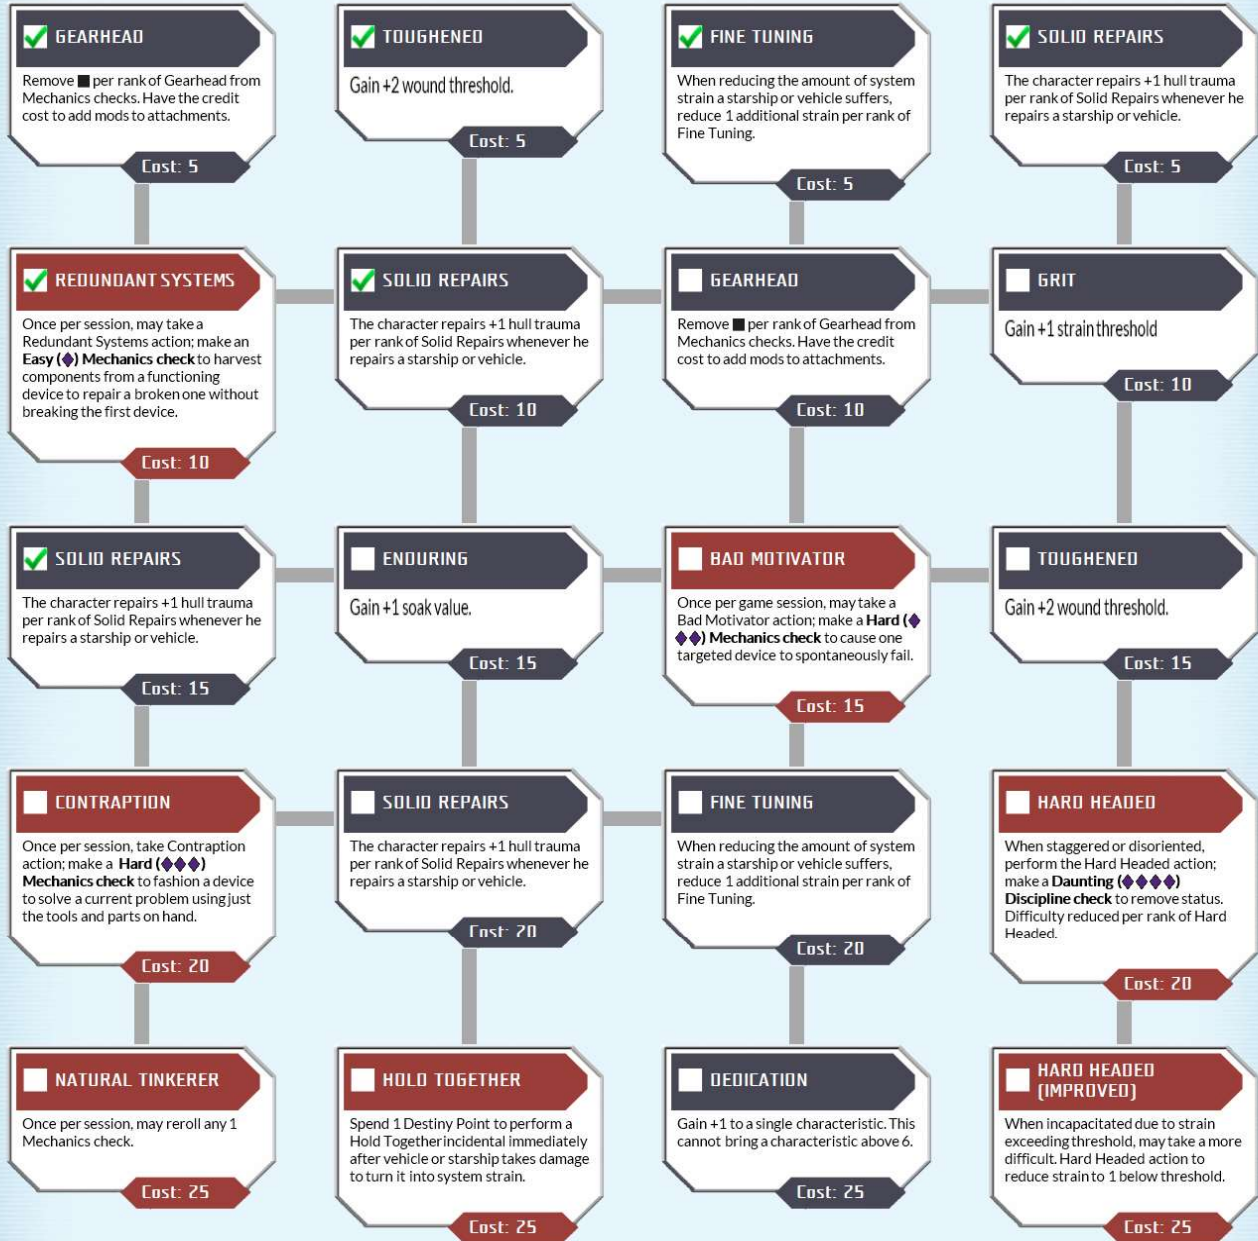 GEARHEAD
Remove ■ per rank of Gearhead from
Mechanics checks. Have the credit
cost to add mods to attachments.
Cost: 5
TOUGHENED
Gain +2 wound threshold.
Cost: 5
FINE TUNING
When reducing the amount of system
strain a starship or vehicle suffers,
reduce 1 additional strain per rank of
Fine Tuning.
Cost: 5
SOLID REPAIRS
The character repairs +1 hull trauma
per rank of Solid Repairs whenever he
repairs a starship or vehicle.
Cost: 5
REDUNDANT SYSTEMS
Once per session, may take a
Redundant Systems action; make an
Easy (◆) Mechanics check to harvest
components from a functioning
device to repair a broken one without
breaking the first device.
Cost: 10
SOLID REPAIRS
The character repairs +1 hull trauma
per rank of Solid Repairs whenever he
repairs a starship or vehicle.
Cost: 10
GEARHEAD
Remove ■ per rank of Gearhead from
Mechanics checks. Have the credit
cost to add mods to attachments.
Cost: 10
GRIT
Gain +1 strain threshold
Cost: 10
SOLID REPAIRS
The character repairs +1 hull trauma
per rank of Solid Repairs whenever he
repairs a starship or vehicle.
Cost: 15
ENDURING
Gain +1 soak value.
Cost: 15
BAD MOTIVATOR
Once per game session, may take a
Bad Motivator action; make a Hard (◆
◆◆) Mechanics check to cause one
targeted device to spontaneously fail.
Cost: 15
TOUGHENED
Gain +2 wound threshold.
Cost: 15
CONTRAPTION
Once per session, take Contraption
action; make a Hard (◆◆◆)
Mechanics check to fashion a device
to solve a current problem using just
the tools and parts on hand.
Cost: 20
SOLID REPAIRS
The character repairs +1 hull trauma
per rank of Solid Repairs whenever he
repairs a starship or vehicle.
Cost: 20
FINE TUNING
When reducing the amount of system
strain a starship or vehicle suffers,
reduce 1 additional strain per rank of
Fine Tuning.
Cost: 20
HARD HEADED
When staggered or disoriented,
perform the Hard Headed action;
make a Daunting (◆◆◆◆)
Discipline check to remove status.
Difficulty reduced per rank of Hard
Headed.
Cost: 20
NATURAL TINKERER
Once per session, may reroll any 1
Mechanics check.
Cost: 25
HOLD TOGETHER
Spend 1 Destiny Point to perform a
Hold Together incidental immediately
after vehicle or starship takes damage
to turn it into system strain.
Cost: 25
DEDICATION
Gain +1 to a single characteristic. This
cannot bring a characteristic above 6.
Cost: 25
HARD HEADED
(IMPROVED)
When incapacitated due to strain
exceeding threshold, may take a more
difficult. Hard Headed action to
reduce strain to 1 below threshold.
Cost: 25